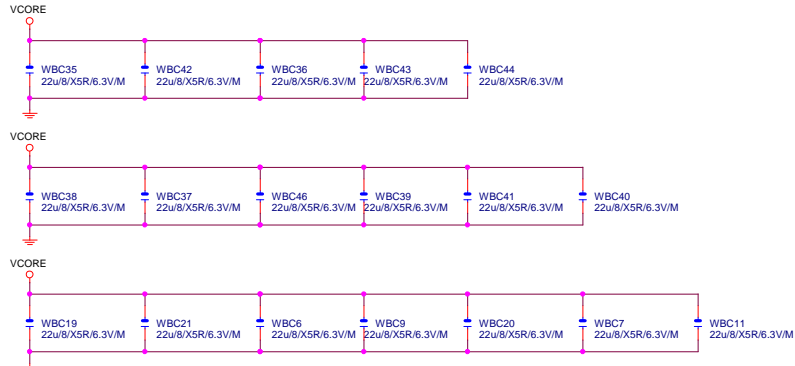 VCORE
WBC35 WBC42 WBC36 WBC43 WBC44
22u/8/X5R/6.3V/M 22u/8/X5R/6.3V/M 22u/8/X5R/6.3V/M 22u/8/X5R/6.3V/M 22u/8/X5R/6.3V/M
VCORE
WBC38 WBC37 WBC46 WBC39 WBC41 WBC40
22u/8/X5R/6.3V/M 22u/8/X5R/6.3V/M 22u/8/X5R/6.3V/M 22u/8/X5R/6.3V/M 22u/8/X5R/6.3V/M 22u/8/X5R/6.3V/M
VCORE
WBC19 WBC21 WBC6 WBC9 WBC20 WBC7 WBC11
22u/8/X5R/6.3V/M 22u/8/X5R/6.3V/M 22u/8/X5R/6.3V/M 22u/8/X5R/6.3V/M 22u/8/X5R/6.3V/M 22u/8/X5R/6.3V/M 22u/8/X5R/6.3V/M